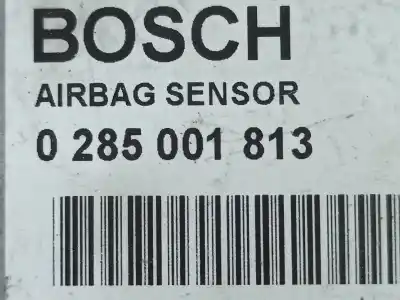 BOSCH
AIRBAG SENSOR
0 285 001 813